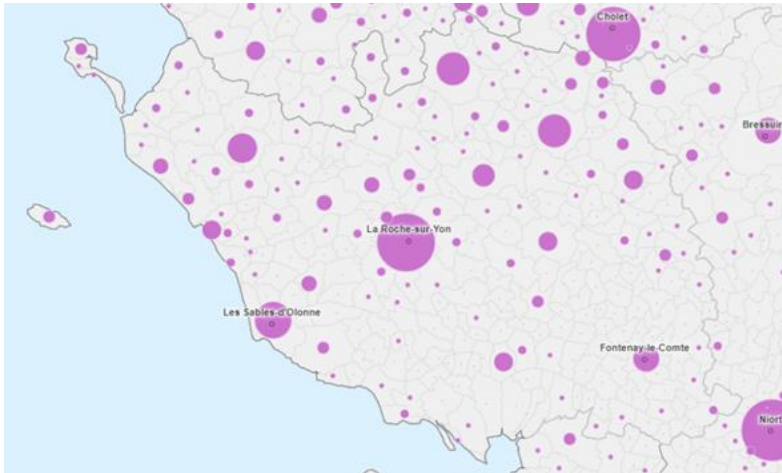 Cholet
Bressuir
La Roche-sur-Yon
Les Sables-d'Olonne
Fontenay-le-Comte
Niort